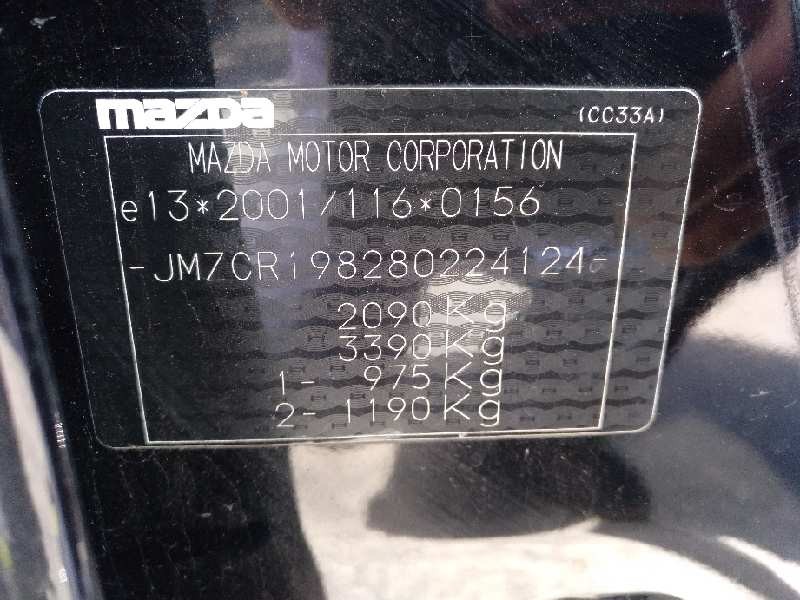 mazda
(CC33A)
MAZDA MOTOR CORPORATION
e13*2001/116*0156
-JM7CR198280224124-
2090 Kg
3390 Kg
1- 975 Kg
2- 1190 Kg